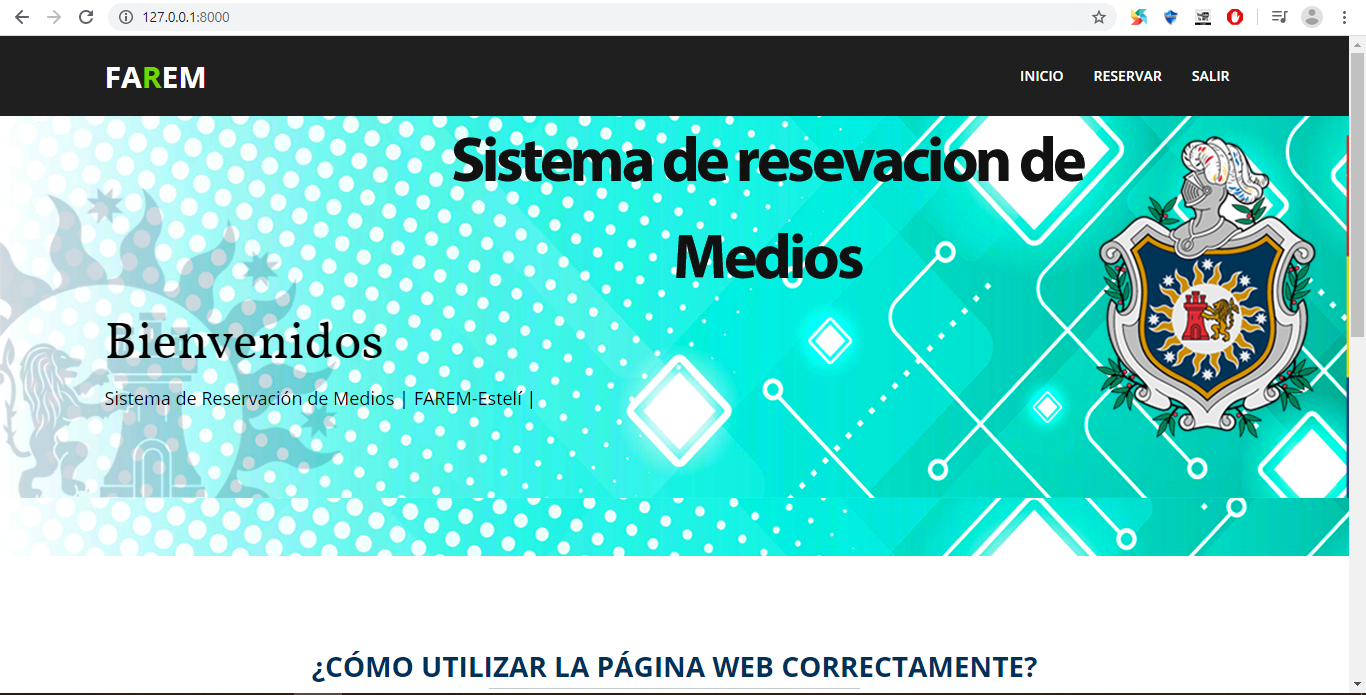 127.0.0.1:8000
FAREM
INICIO RESERVAR SALIR
Sistema de resevacion de
Medios
Bienvenidos
Sistema de Reservación de Medios | FAREM-Estelí |
¿CÓMO UTILIZAR LA PÁGINA WEB CORRECTAMENTE?